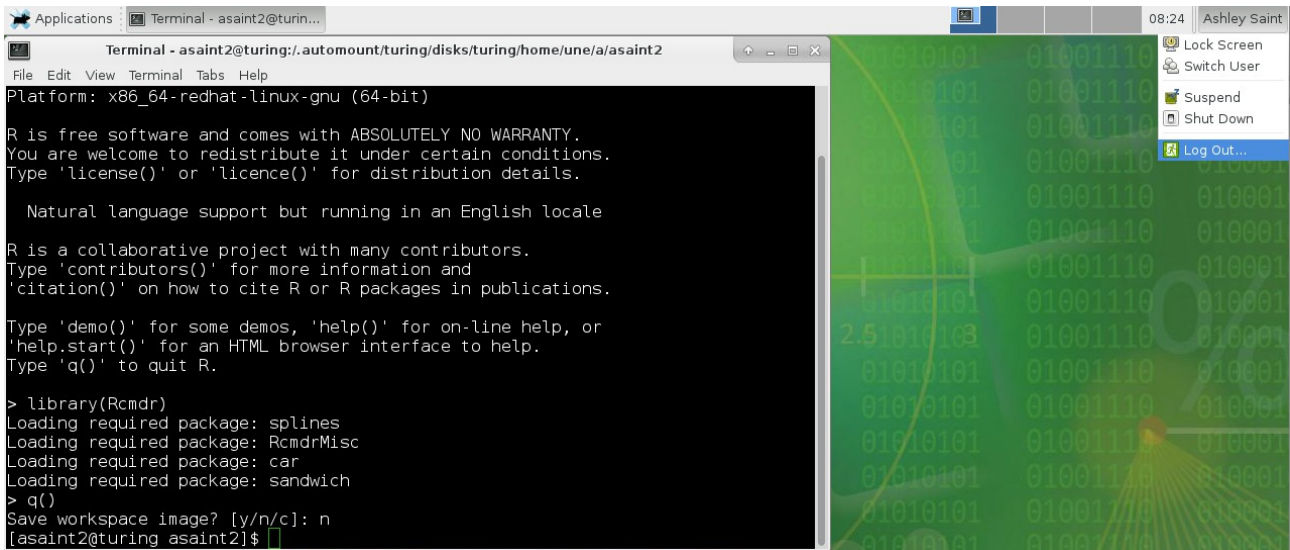 Applications Terminal - asaint2@turin... 08:24 Ashley Saint
Terminal - asaint2@turing:/.automount/turing/disks/turing/home/une/a/asaint2
File Edit View Terminal Tabs Help
Platform: x86_64-redhat-linux-gnu (64-bit)
R is free software and comes with ABSOLUTELY NO WARRANTY.
You are welcome to redistribute it under certain conditions.
Type 'license()' or 'licence()' for distribution details.
Natural language support but running in an English locale
R is a collaborative project with many contributors.
Type 'contributors()' for more information and
'citation()' on how to cite R or R packages in publications.
Type 'demo()' for some demos, 'help()' for on-line help, or
'help.start()' for an HTML browser interface to help.
Type 'q()' to quit R.
> library(Rcmdr)
Loading required package: splines
Loading required package: RcmdrMisc
Loading required package: car
Loading required package: sandwich
> q()
Save workspace image? [y/n/c]: n
[asaint2@turing asaint2]$
Lock Screen
Switch User
Suspend
Shut Down
Log Out...
2.5 3
%